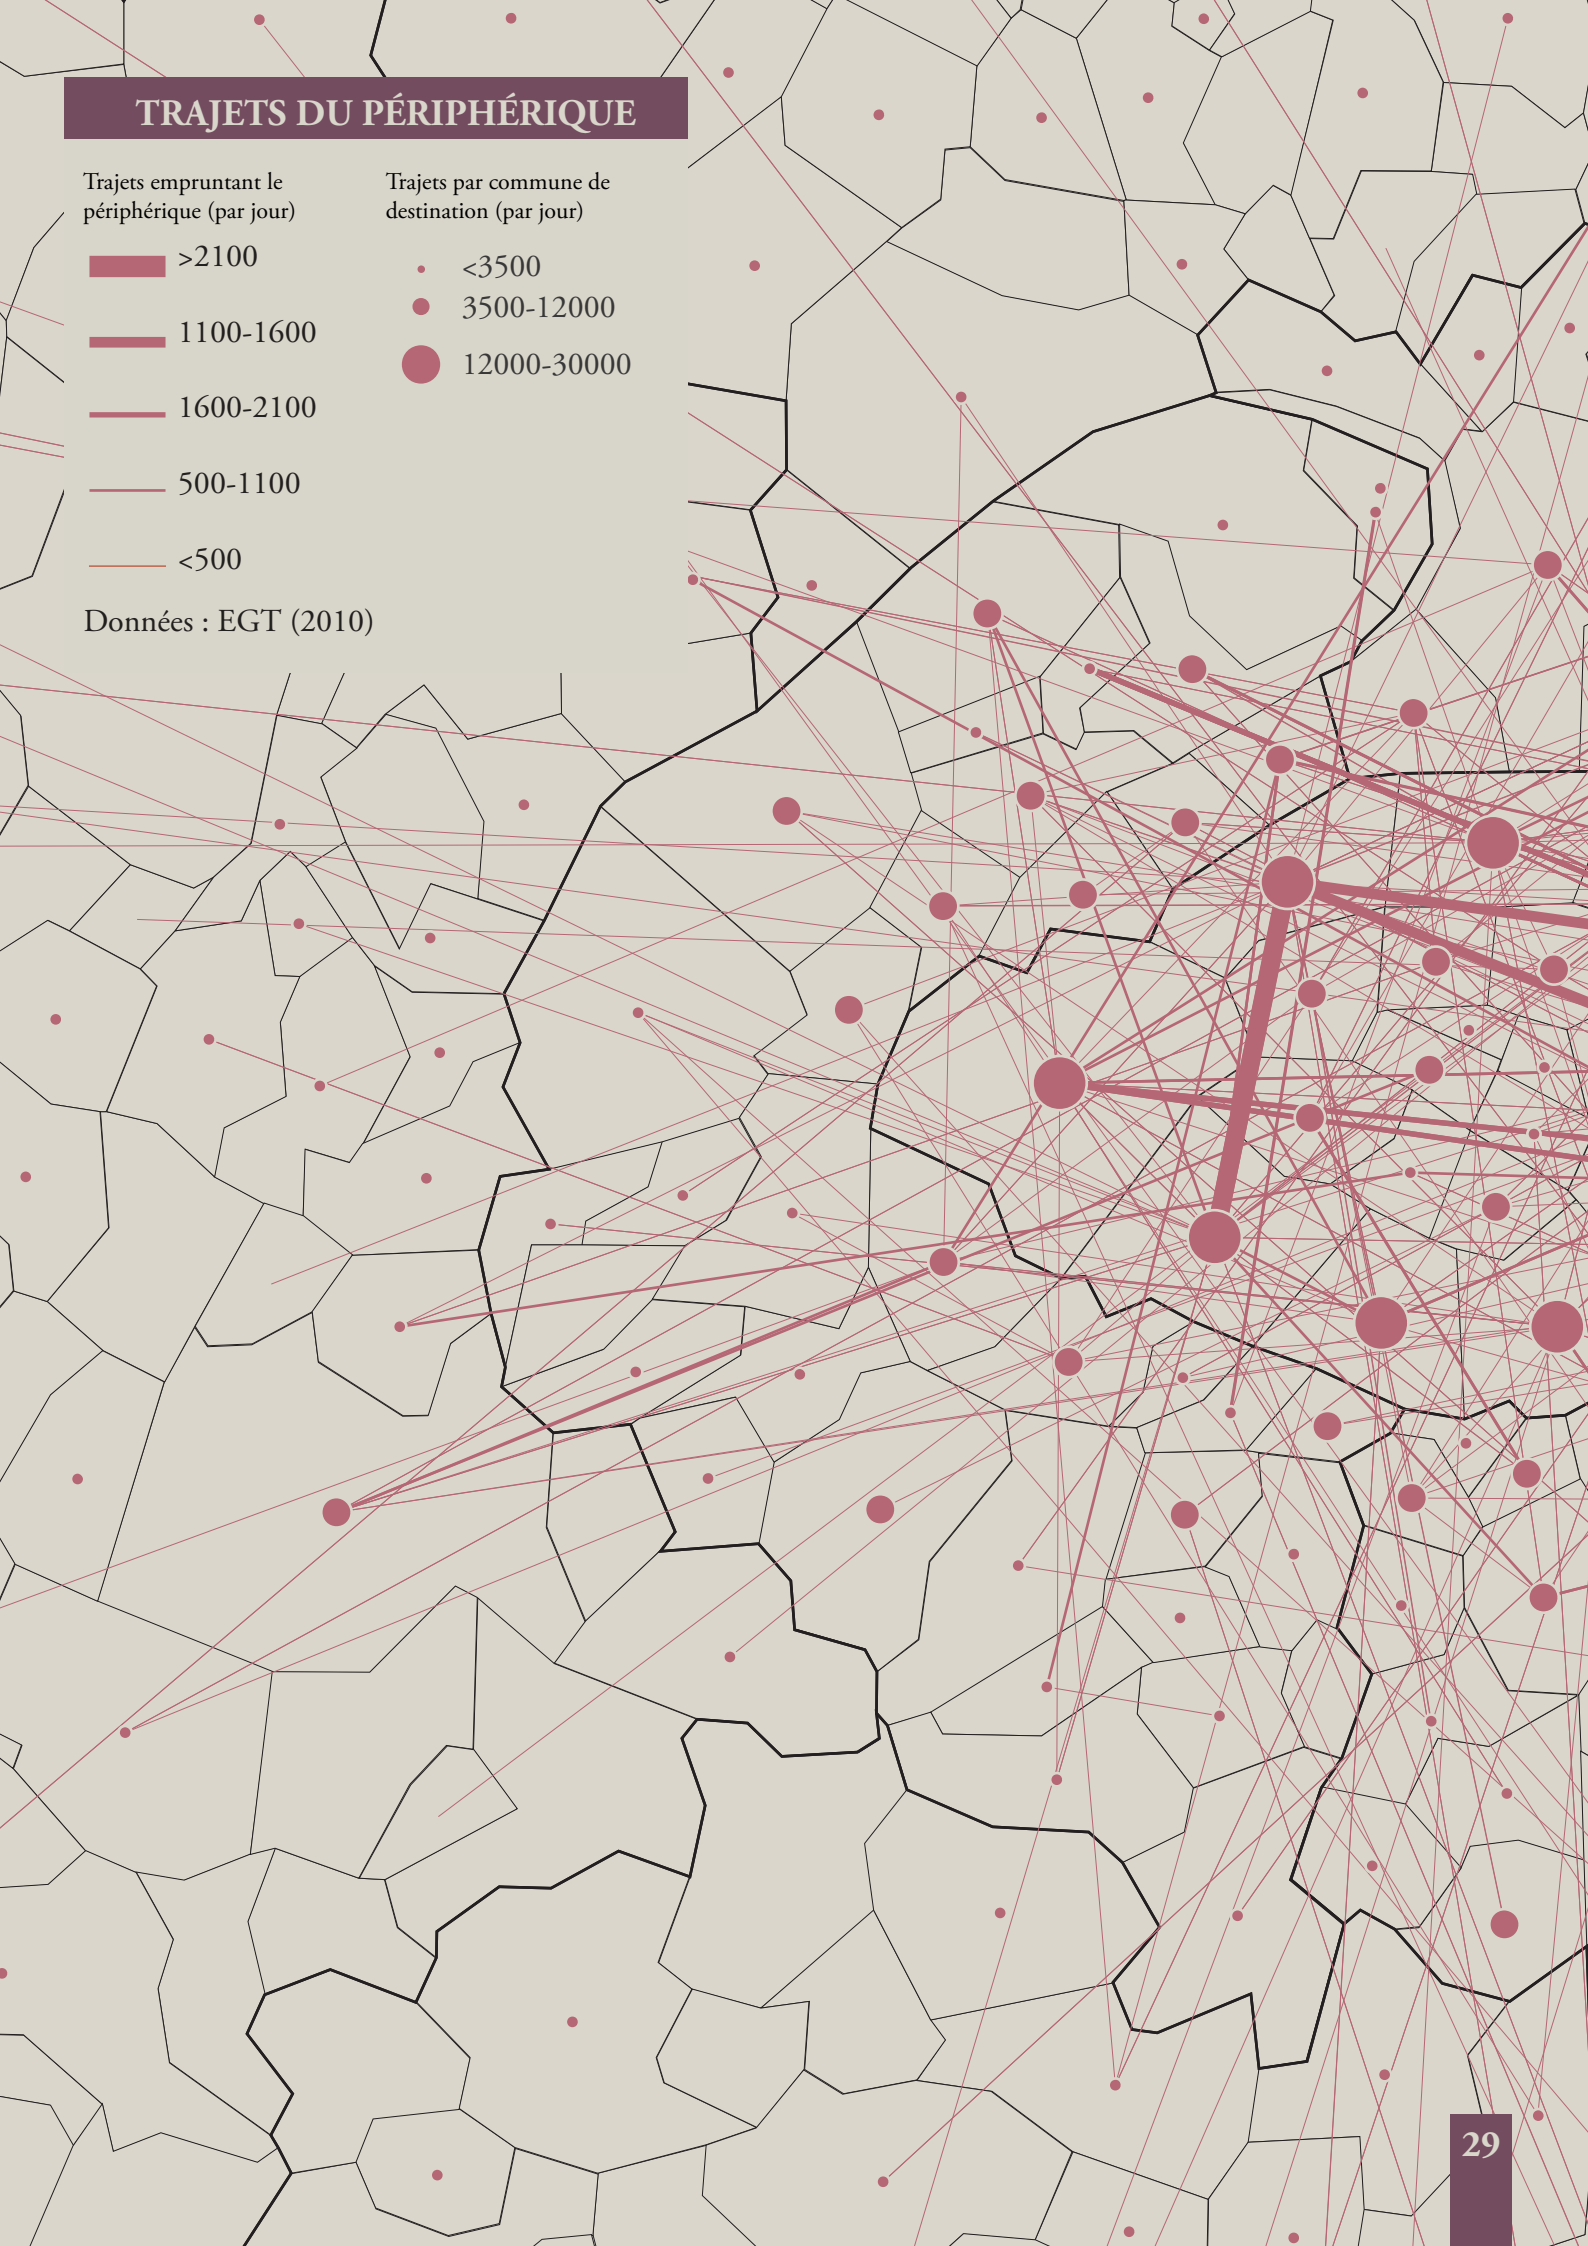 TRAJETS DU PÉRIPHÉRIQUE
Trajets empruntant le
périphérique (par jour)
>2100
1100-1600
1600-2100
500-1100
<500
Trajets par commune de
destination (par jour)
<3500
3500-12000
12000-30000
Données : EGT (2010)
29